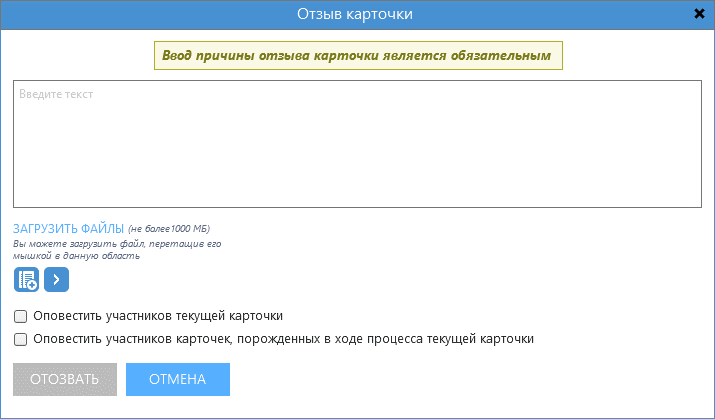 Отзыв карточки
Ввод причины отзыва карточки является обязательным
Введите текст
ЗАГРУЗИТЬ ФАЙЛЫ (не более1000 МБ)
Вы можете загрузить файл, перетащив его
мышкой в данную область
Оповестить участников текущей карточки
Оповестить участников карточек, порожденных в ходе процесса текущей карточки
ОТОЗВАТЬ ОТМЕНА